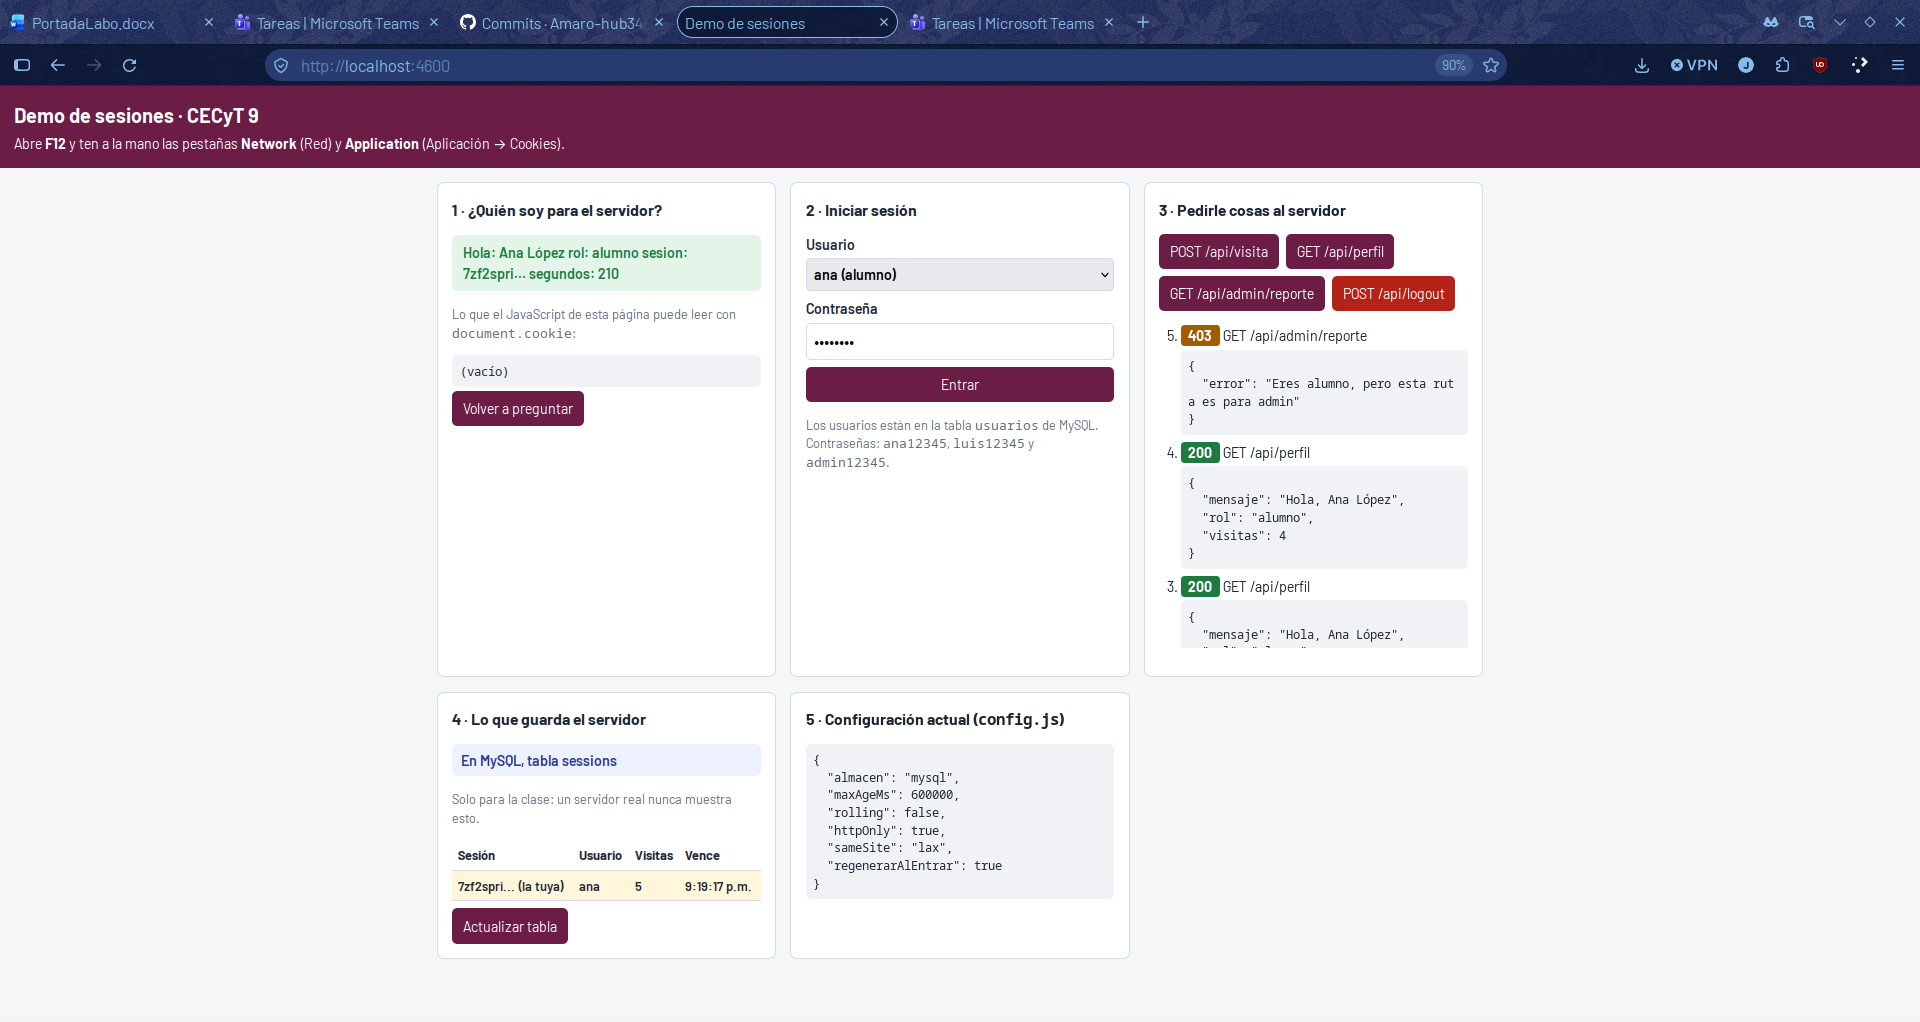 PortadaLabo.docx
Tareas | Microsoft Teams
Commits · Amaro-hub34
Demo de sesiones
Tareas | Microsoft Teams
http://localhost:4600
90%
VPN
Demo de sesiones · CECyT 9
Abre F12 y ten a la mano las pestañas Network (Red) y Application (Aplicación → Cookies).
1 · ¿Quién soy para el servidor?
Hola: Ana López rol: alumno sesion:
7zf2spri... segundos: 210
Lo que el JavaScript de esta página puede leer con
document.cookie:
(vacío)
Volver a preguntar
2 · Iniciar sesión
Usuario
ana (alumno)
Contraseña
••••••••
Entrar
Los usuarios están en la tabla usuarios de MySQL.
Contraseñas: ana12345, luis12345 y
admin12345.
3 · Pedirle cosas al servidor
POST /api/visita
GET /api/perfil
GET /api/admin/reporte
POST /api/logout
5. 403 GET /api/admin/reporte
{
"error": "Eres alumno, pero esta rut
a es para admin"
}
4. 200 GET /api/perfil
{
"mensaje": "Hola, Ana López",
"rol": "alumno",
"visitas": 4
}
3. 200 GET /api/perfil
{
"mensaje": "Hola, Ana López",
4 · Lo que guarda el servidor
En MySQL, tabla sessions
Solo para la clase: un servidor real nunca muestra
esto.
Sesión Usuario Visitas Vence
7zf2spri... (la tuya) ana 5 9:19:17 p.m.
Actualizar tabla
5 · Configuración actual (config.js)
{
"almacen": "mysql",
"maxAgeMs": 600000,
"rolling": false,
"httpOnly": true,
"sameSite": "lax",
"regenerarAlEntrar": true
}